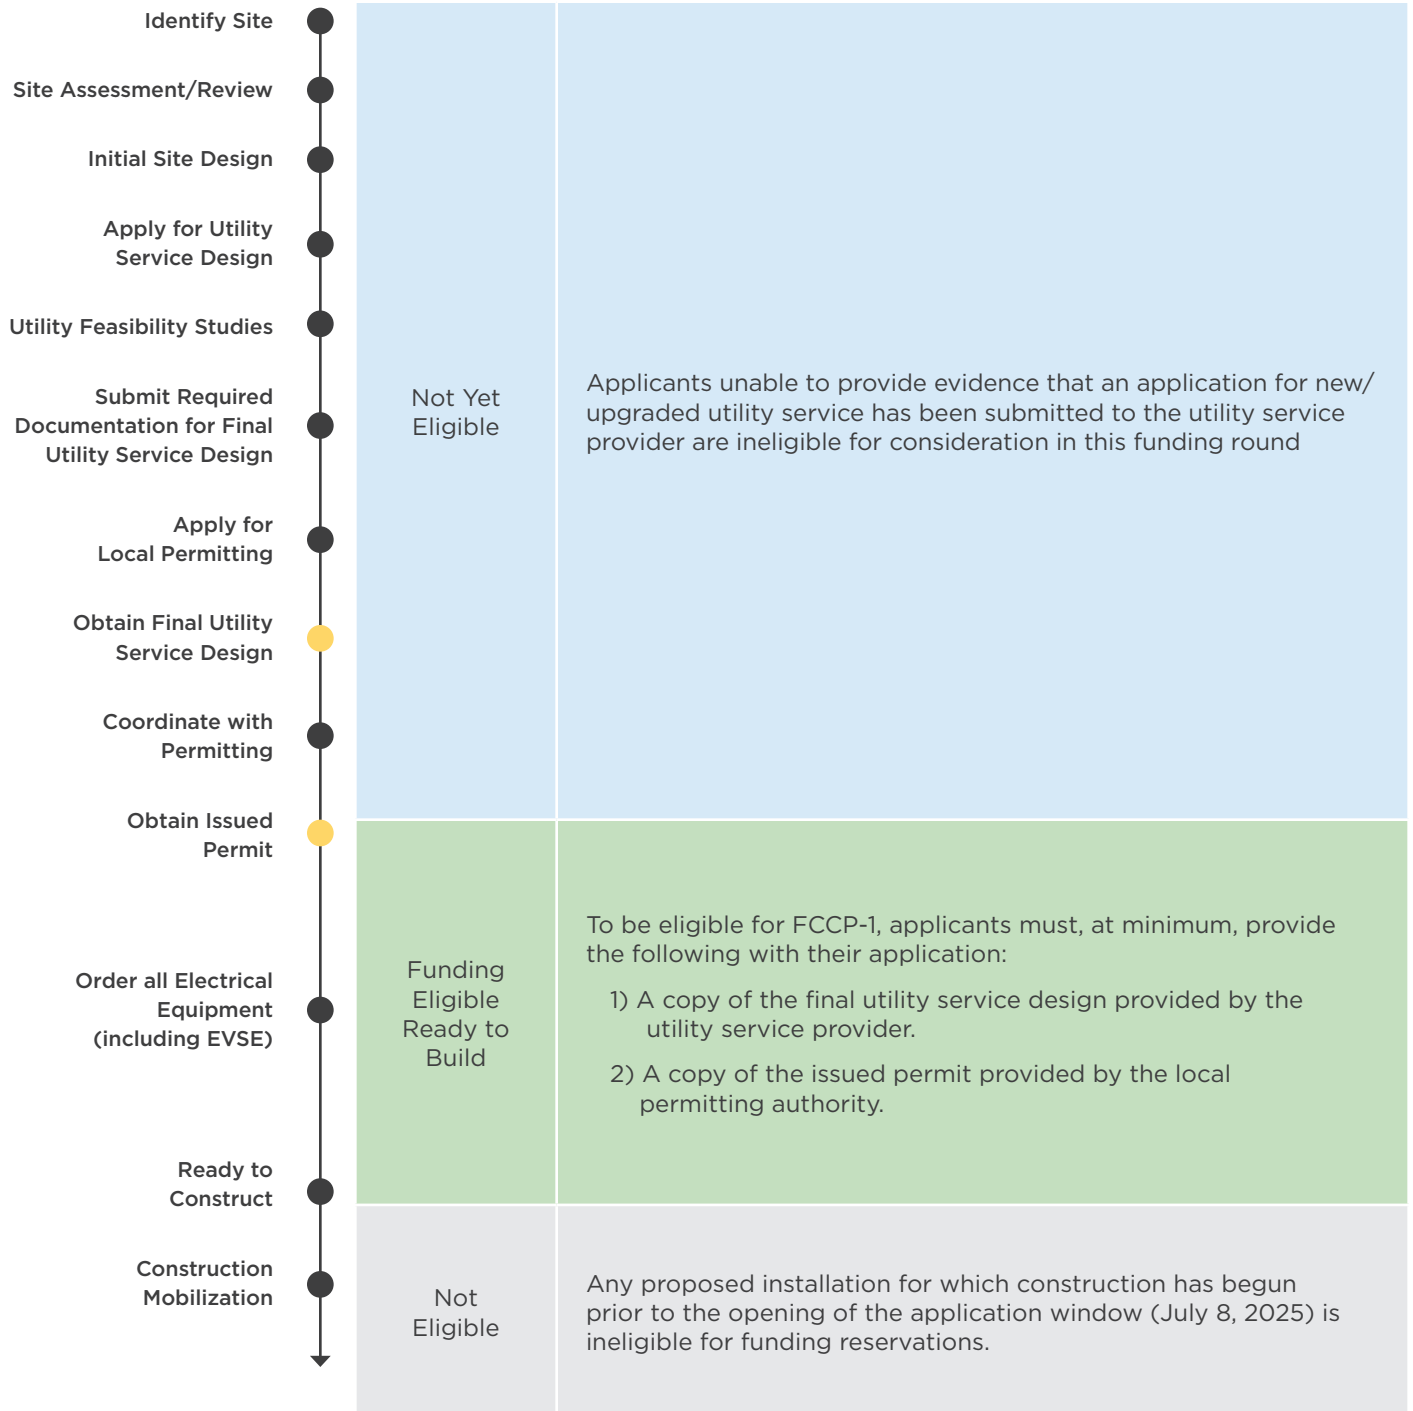 Identify Site
Site Assessment/Review
Initial Site Design
Apply for Utility
Service Design
Utility Feasibility Studies
Submit Required
Documentation for Final
Utility Service Design
Apply for
Local Permitting
Obtain Final Utility
Service Design
Coordinate with
Permitting
Obtain Issued
Permit
Order all Electrical
Equipment
(including EVSE)
Ready to
Construct
Construction
Mobilization
Not Yet
Eligible
Applicants unable to provide evidence that an application for new/
upgraded utility service has been submitted to the utility service
provider are ineligible for consideration in this funding round
Funding
Eligible
Ready to
Build
To be eligible for FCCP-1, applicants must, at minimum, provide
the following with their application:
1) A copy of the final utility service design provided by the
utility service provider.
2) A copy of the issued permit provided by the local
permitting authority.
Not
Eligible
Any proposed installation for which construction has begun
prior to the opening of the application window (July 8, 2025) is
ineligible for funding reservations.